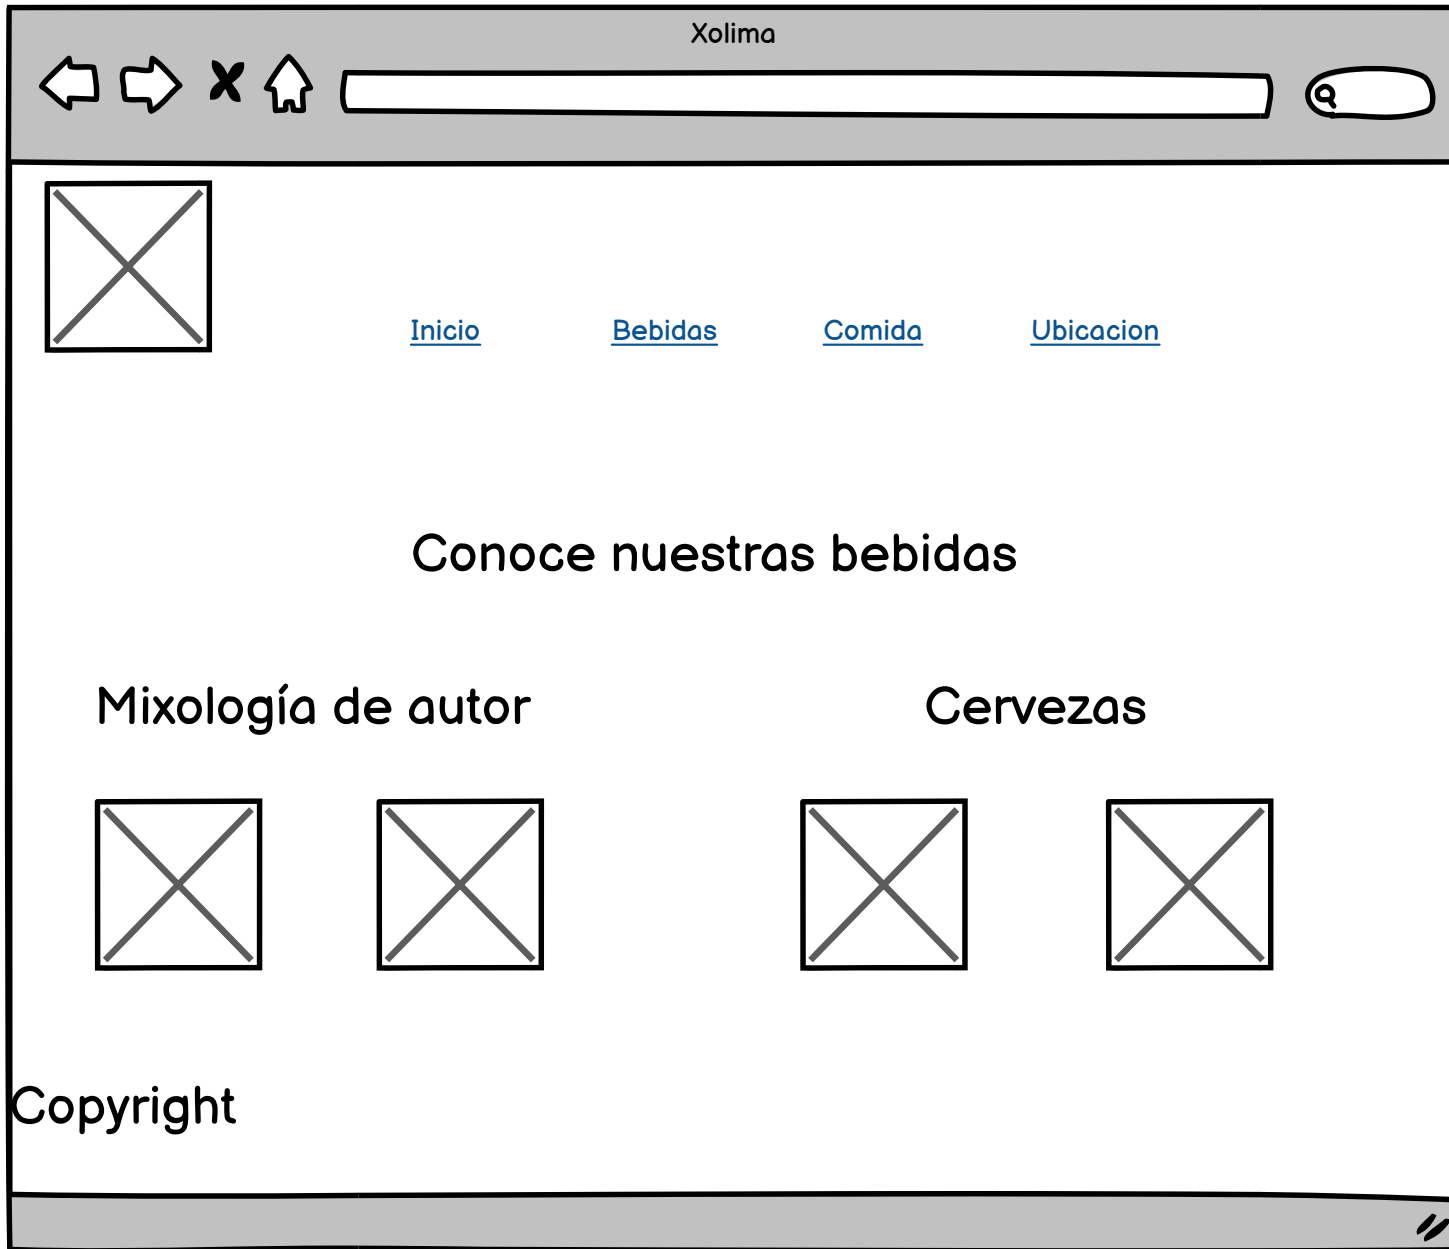 Xolima
Inicio Bebidas Comida Ubicacion
Conoce nuestras bebidas
Mixología de autor Cervezas
Copyright